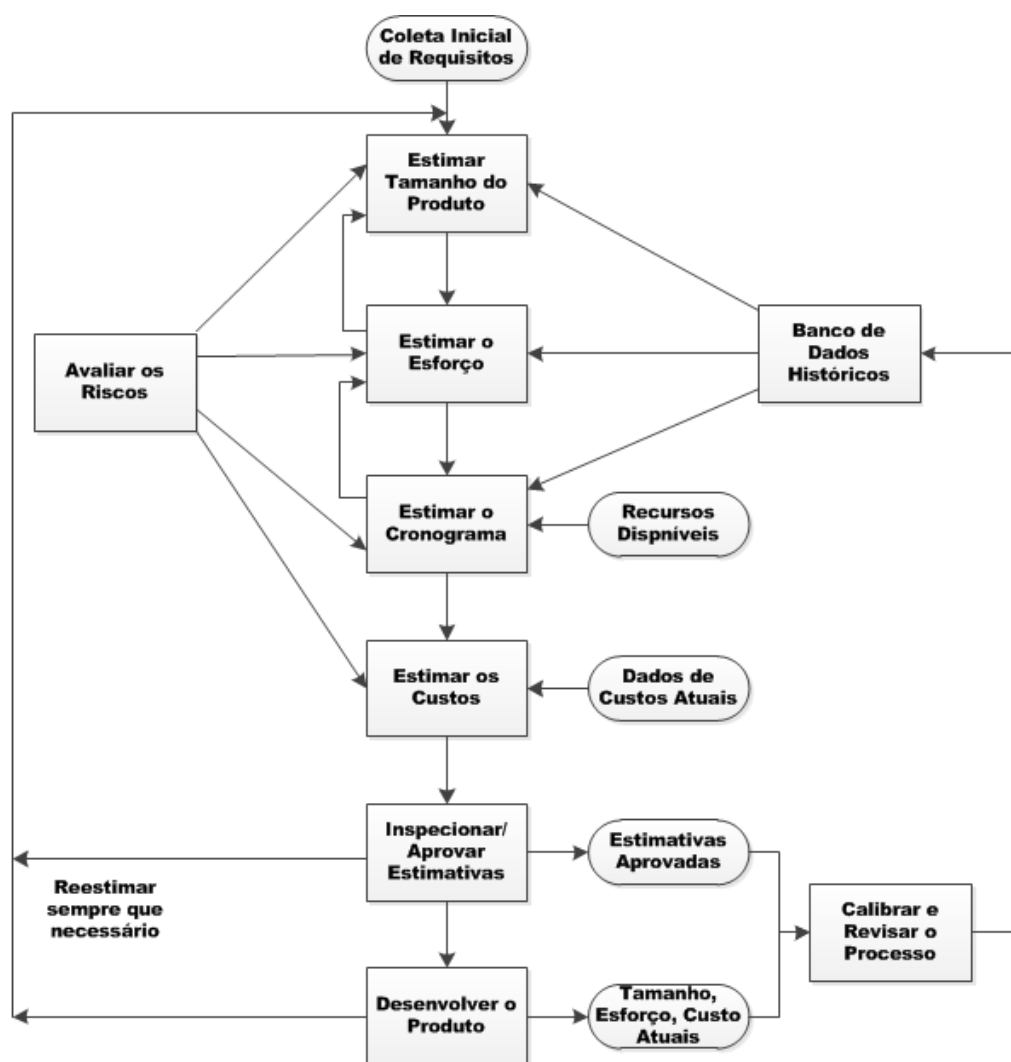 Coleta Inicial
de Requisitos
Estimar
Tamanho do
Produto
Estimar o
Esforço
Banco de
Dados
Históricos
Avaliar os
Riscos
Estimar o
Cronograma
Recursos
Dispníveis
Estimar os
Custos
Dados de
Custos Atuais
Inspecionar/
Aprovar
Estimativas
Estimativas
Aprovadas
Reestimar
sempre que
necessário
Calibrar e
Revisar o
Processo
Desenvolver o
Produto
Tamanho,
Esforço, Custo
Atuais